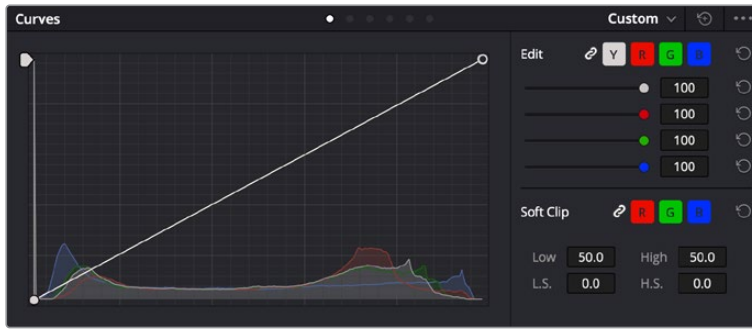 Curves
Custom
Edit
Y R G B
100
100
100
100
Soft Clip
R G B
Low 50.0 High 50.0
L.S. 0.0 H.S. 0.0